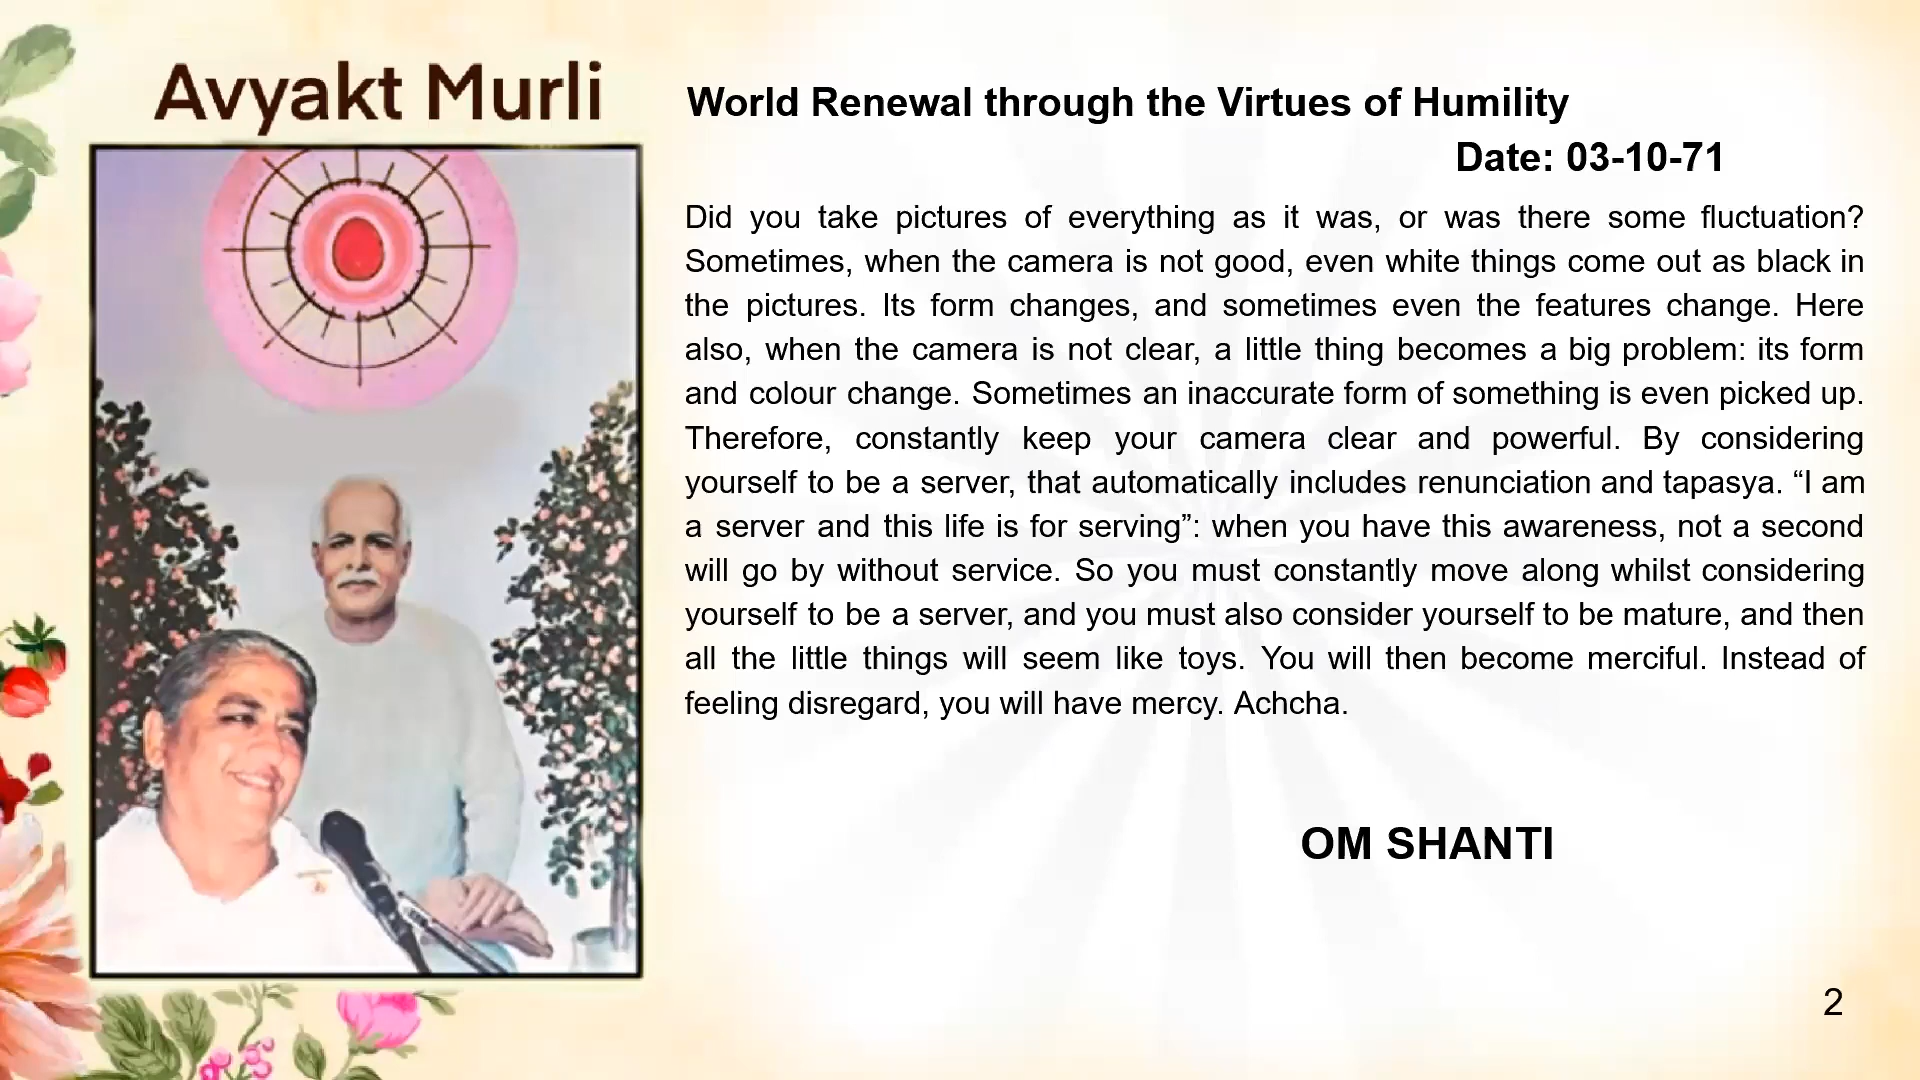 Avyakt Murli
World Renewal through the Virtues of Humility
Date: 03-10-71
Did you take pictures of everything as it was, or was there some fluctuation?
Sometimes, when the camera is not good, even white things come out as black in
the pictures. Its form changes, and sometimes even the features change. Here
also, when the camera is not clear, a little thing becomes a big problem: its form
and colour change. Sometimes an inaccurate form of something is even picked up.
Therefore, constantly keep your camera clear and powerful. By considering
yourself to be a server, that automatically includes renunciation and tapasya. “I am
a server and this life is for serving”: when you have this awareness, not a second
will go by without service. So you must constantly move along whilst considering
yourself to be a server, and you must also consider yourself to be mature, and then
all the little things will seem like toys. You will then become merciful. Instead of
feeling disregard, you will have mercy. Achcha.
OM SHANTI
2